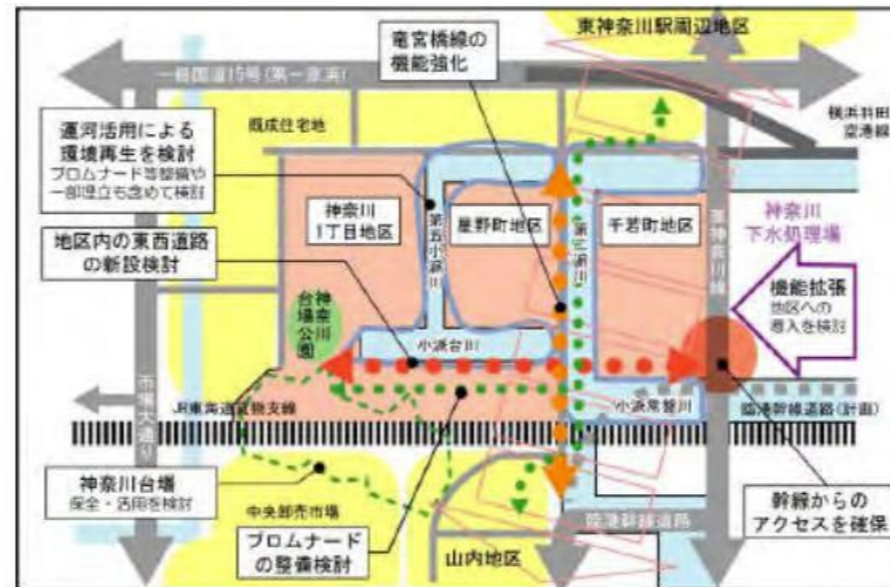 東神奈川駅周辺地区
竜宮橋線の
機能強化
一般国道15号(第一京浜)
横浜羽田
空港線
既成住宅地
運河活用による
環境再生を検討
プロムナード等整備や
一部埋立も含めて検討
神奈川
1丁目地区
星野町地区
千若町地区
神奈川
下水処理場
地区内の東西道路
の新設検討
機能拡張
地区への
導入を検討
神奈川
台場公園
小派台川
JR東海道貨物支線
小派常盤川
臨港幹線道路(計画)
市場大通り
神奈川台場
保全・活用を検討
中央卸売市場
臨港幹線道路
幹線からの
アクセスを確保
プロムナード
の整備検討
山内地区